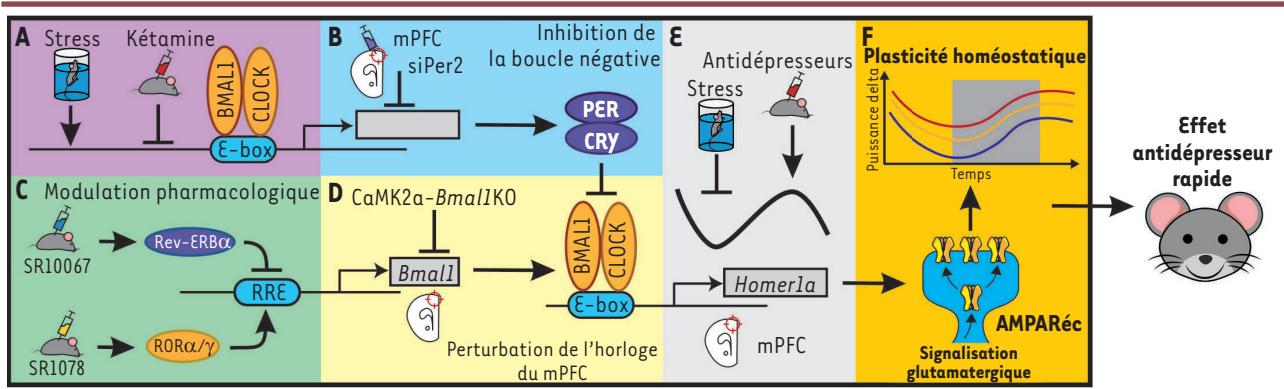 A
Stress
Kétamine
BMAL1
CLOCK
E-box
B
mPFC
siPer2
Inhibition de
la boucle négative
PER
CRY
C
Modulation pharmacologique
SR10067
Rev-ERBα
RRE
SR1078
RORα/γ
D
CaMK2a-Bmal1KO
Bmal1
BMAL1
CLOCK
E-box
Perturbation de l'horloge
du mPFC
E
Antidépresseurs
Stress
Homer1a
mPFC
F
Plasticité homéostatique
Puissance delta
Temps
AMPARéc
Signalisation
glutamatergique
Effet
antidépresseur
rapide